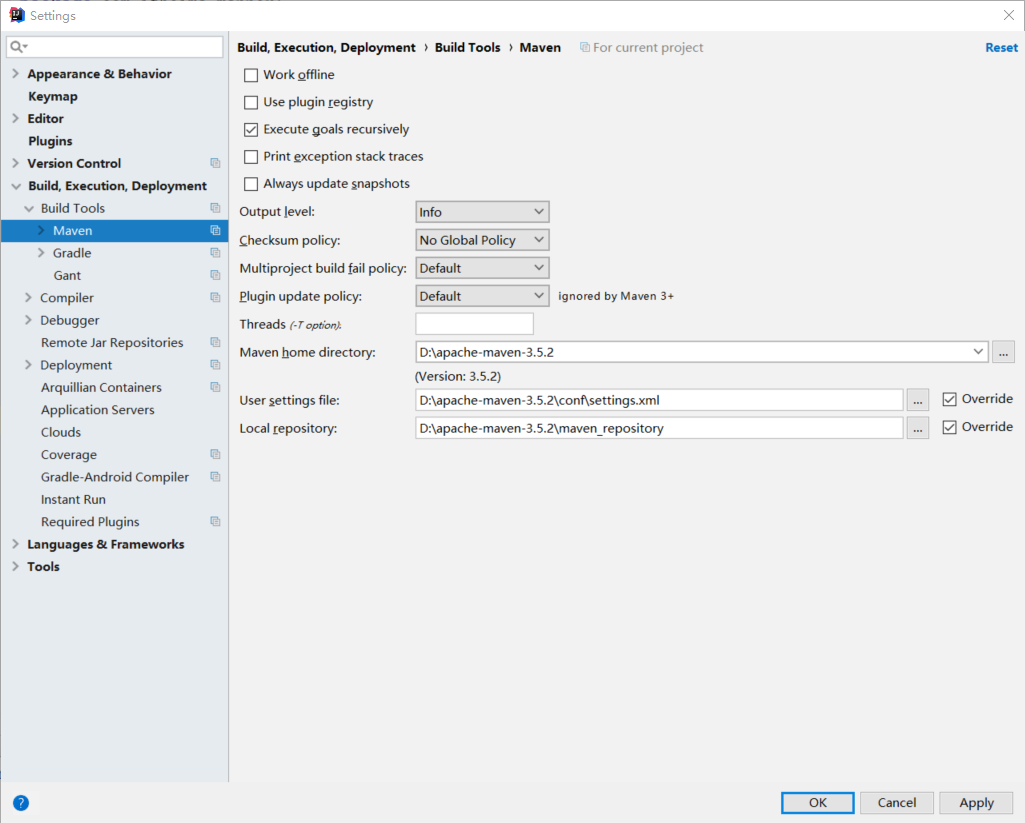 Settings
Appearance & Behavior
Keymap
Editor
Plugins
Version Control
Build, Execution, Deployment
Build Tools
Maven
Gradle
Gant
Compiler
Debugger
Remote Jar Repositories
Deployment
Arquillian Containers
Application Servers
Clouds
Coverage
Gradle-Android Compiler
Instant Run
Required Plugins
Languages & Frameworks
Tools
Build, Execution, Deployment › Build Tools › Maven For current project Reset
Work offline
Use plugin registry
Execute goals recursively
Print exception stack traces
Always update snapshots
Output level: Info
Checksum policy: No Global Policy
Multiproject build fail policy: Default
Plugin update policy: Default ignored by Maven 3+
Threads (-T option):
Maven home directory: D:\apache-maven-3.5.2 ...
(Version: 3.5.2)
User settings file: D:\apache-maven-3.5.2\conf\settings.xml ... Override
Local repository: D:\apache-maven-3.5.2\maven_repository ... Override
? OK Cancel Apply